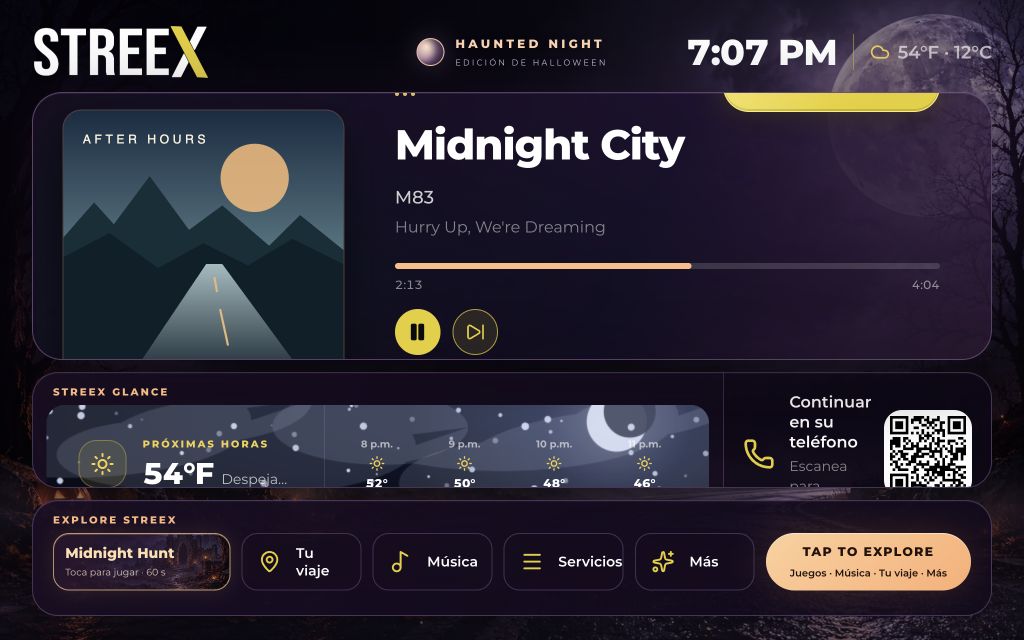 STREEX
HAUNTED NIGHT
EDICIÓN DE HALLOWEEN
7:07 PM
54°F · 12°C
AFTER HOURS
Midnight City
M83
Hurry Up, We're Dreaming
2:13
4:04
STREEX GLANCE
PRÓXIMAS HORAS
54°F Despeja...
8 p.m.
9 p.m.
10 p.m.
11 p.m.
52°
50°
48°
46°
Continuar
en su
teléfono
Escanea
para
EXPLORE STREEX
Midnight Hunt
Toca para jugar · 60 s
Tu
viaje
Música
Servicios
Más
TAP TO EXPLORE
Juegos · Música · Tu viaje · Más